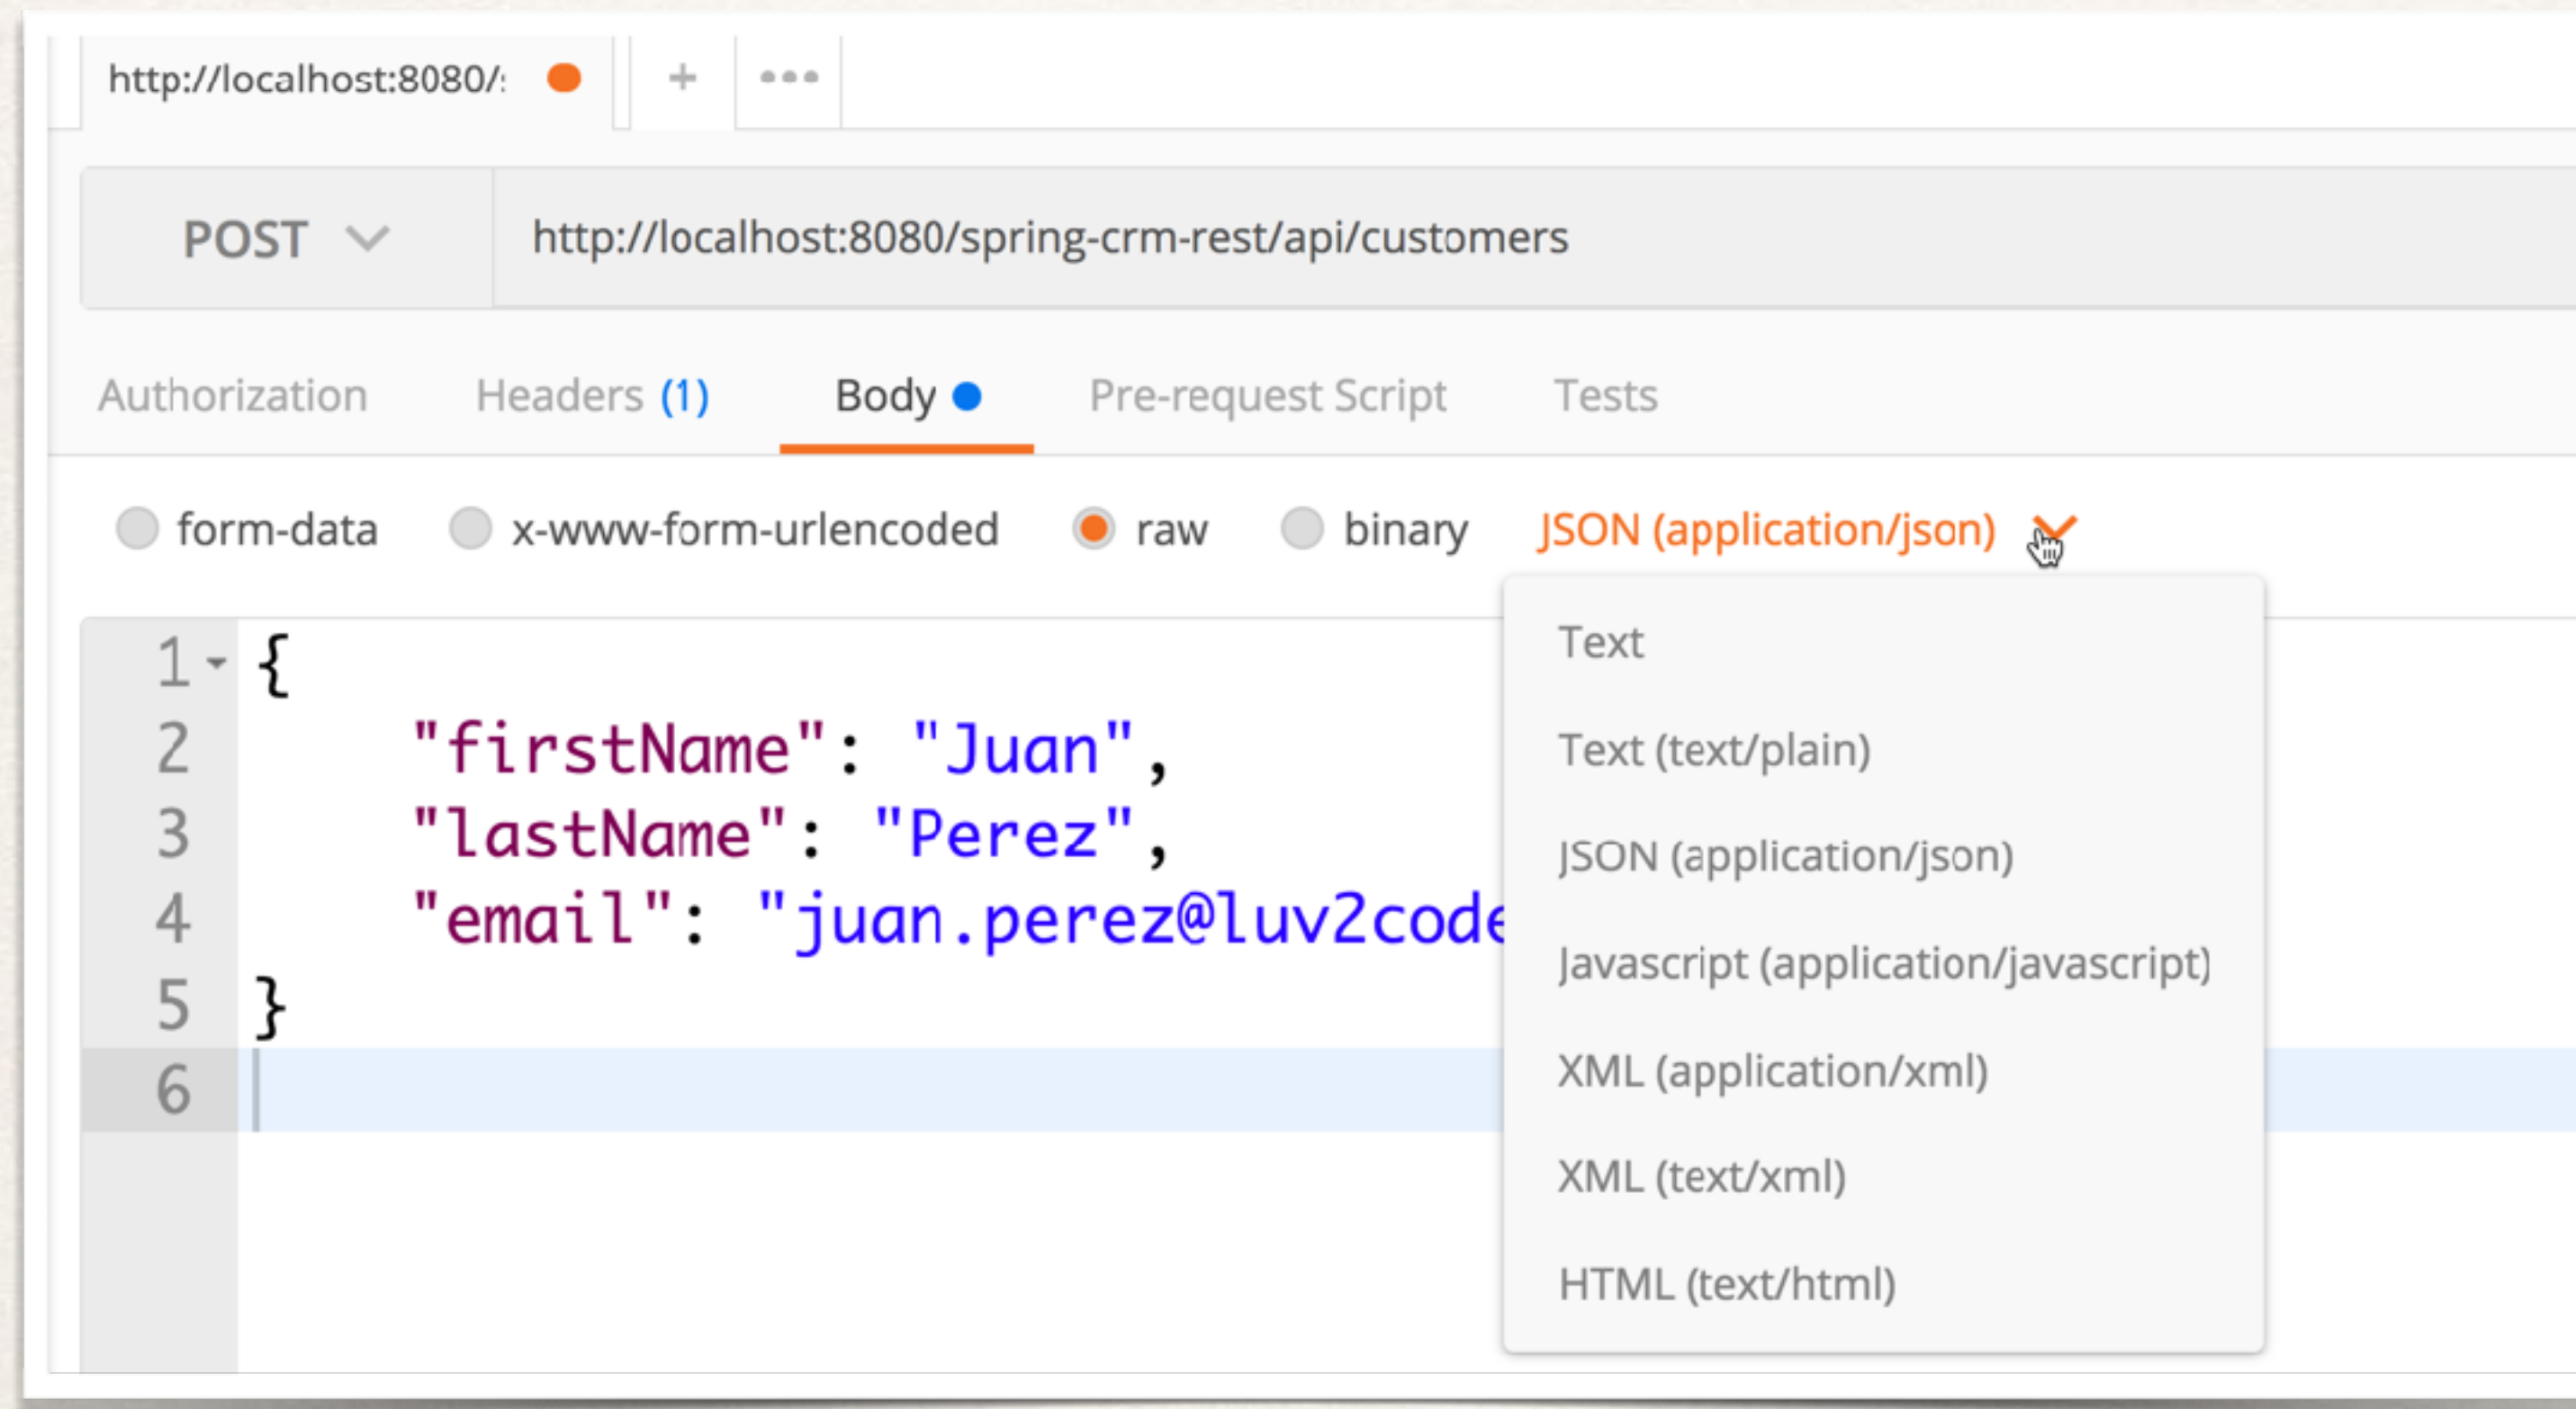 http://localhost:8080/
+ •••
POST http://localhost:8080/spring-crm-rest/api/customers
Authorization Headers (1) Body Pre-request Script Tests
form-data x-www-form-urlencoded raw binary JSON (application/json)
1 {
2 "firstName": "Juan",
3 "lastName": "Perez",
4 "email": "juan.perez@luv2code
5 }
6
Text
Text (text/plain)
JSON (application/json)
Javascript (application/javascript)
XML (application/xml)
XML (text/xml)
HTML (text/html)